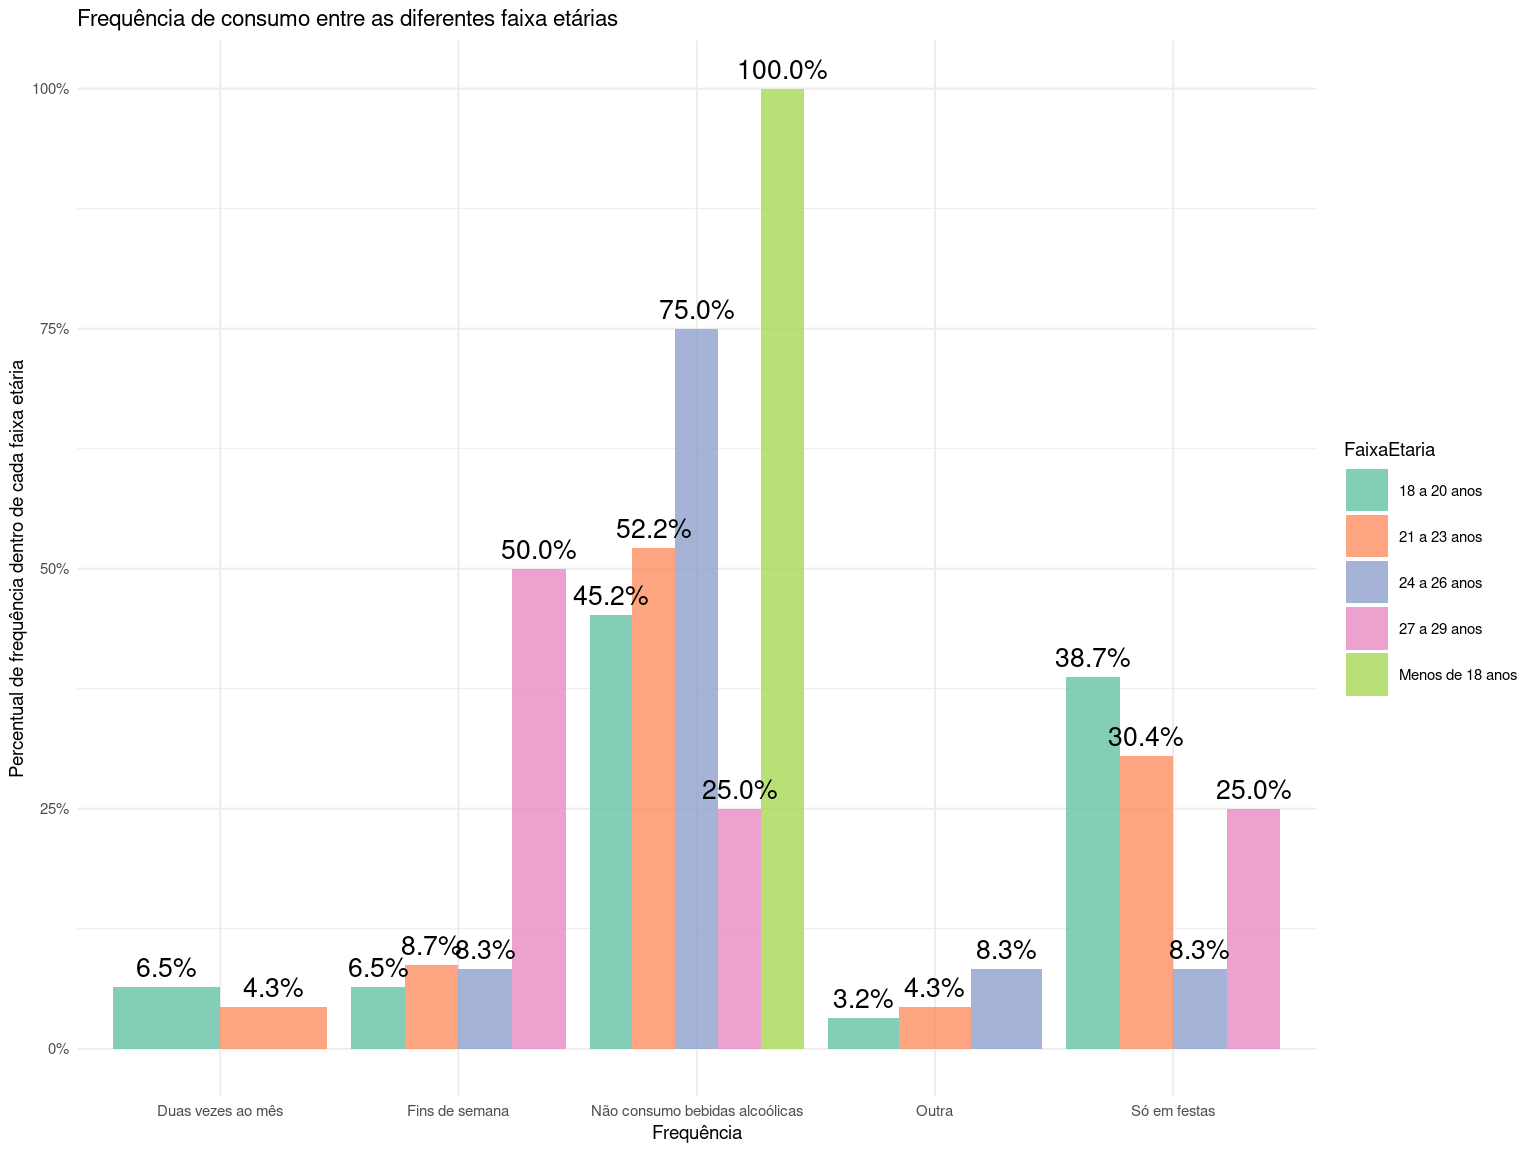 Frequência de consumo entre as diferentes faixa etárias
Percentual de frequência dentro de cada faixa etária
100%
75%
50%
25%
0%
6.5%
4.3%
6.5%
8.7%
8.3%
50.0%
45.2%
52.2%
75.0%
25.0%
100.0%
3.2%
4.3%
8.3%
38.7%
30.4%
8.3%
25.0%
Duas vezes ao mês
Fins de semana
Não consumo bebidas alcoólicas
Outra
Só em festas
Frequência
FaixaEtaria
18 a 20 anos
21 a 23 anos
24 a 26 anos
27 a 29 anos
Menos de 18 anos